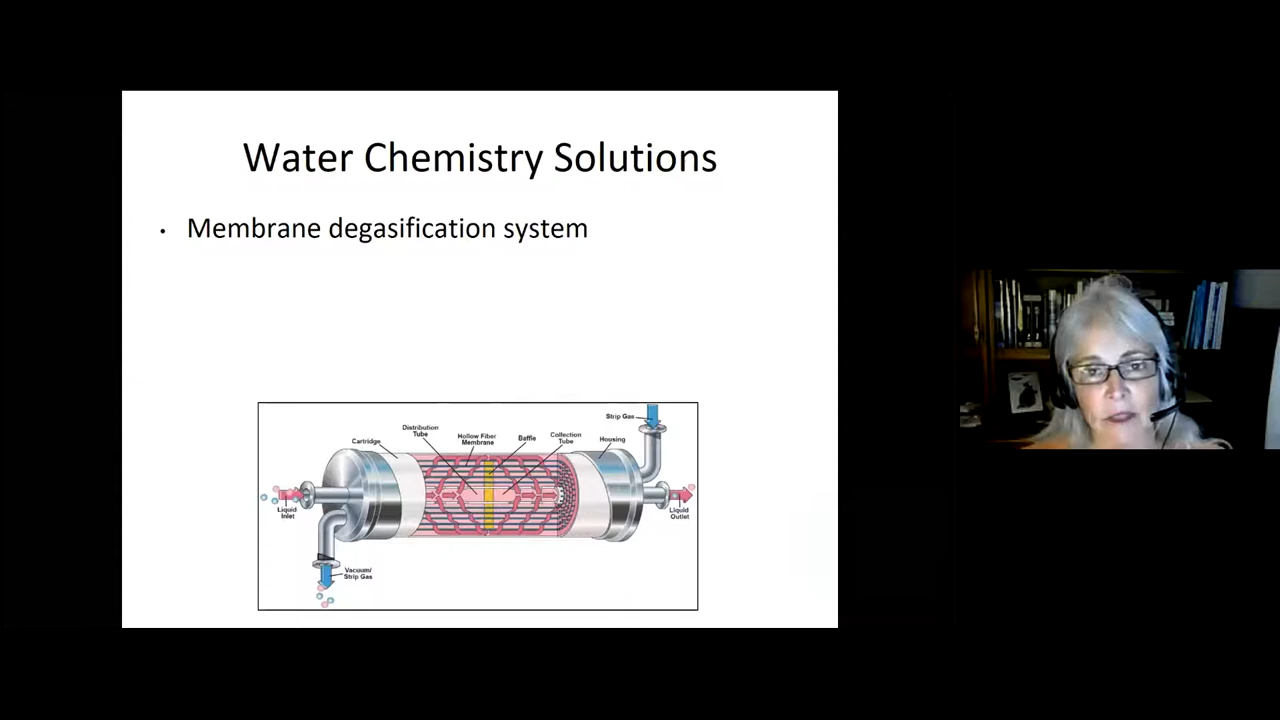 Water Chemistry Solutions
• Membrane degasification system
Strip Gas
Distribution
Tube
Hollow Fiber
Membrane
Baffle
Collection
Tube
Housing
Cartridge
Liquid
Inlet
Liquid
Outlet
Vacuum/
Strip Gas